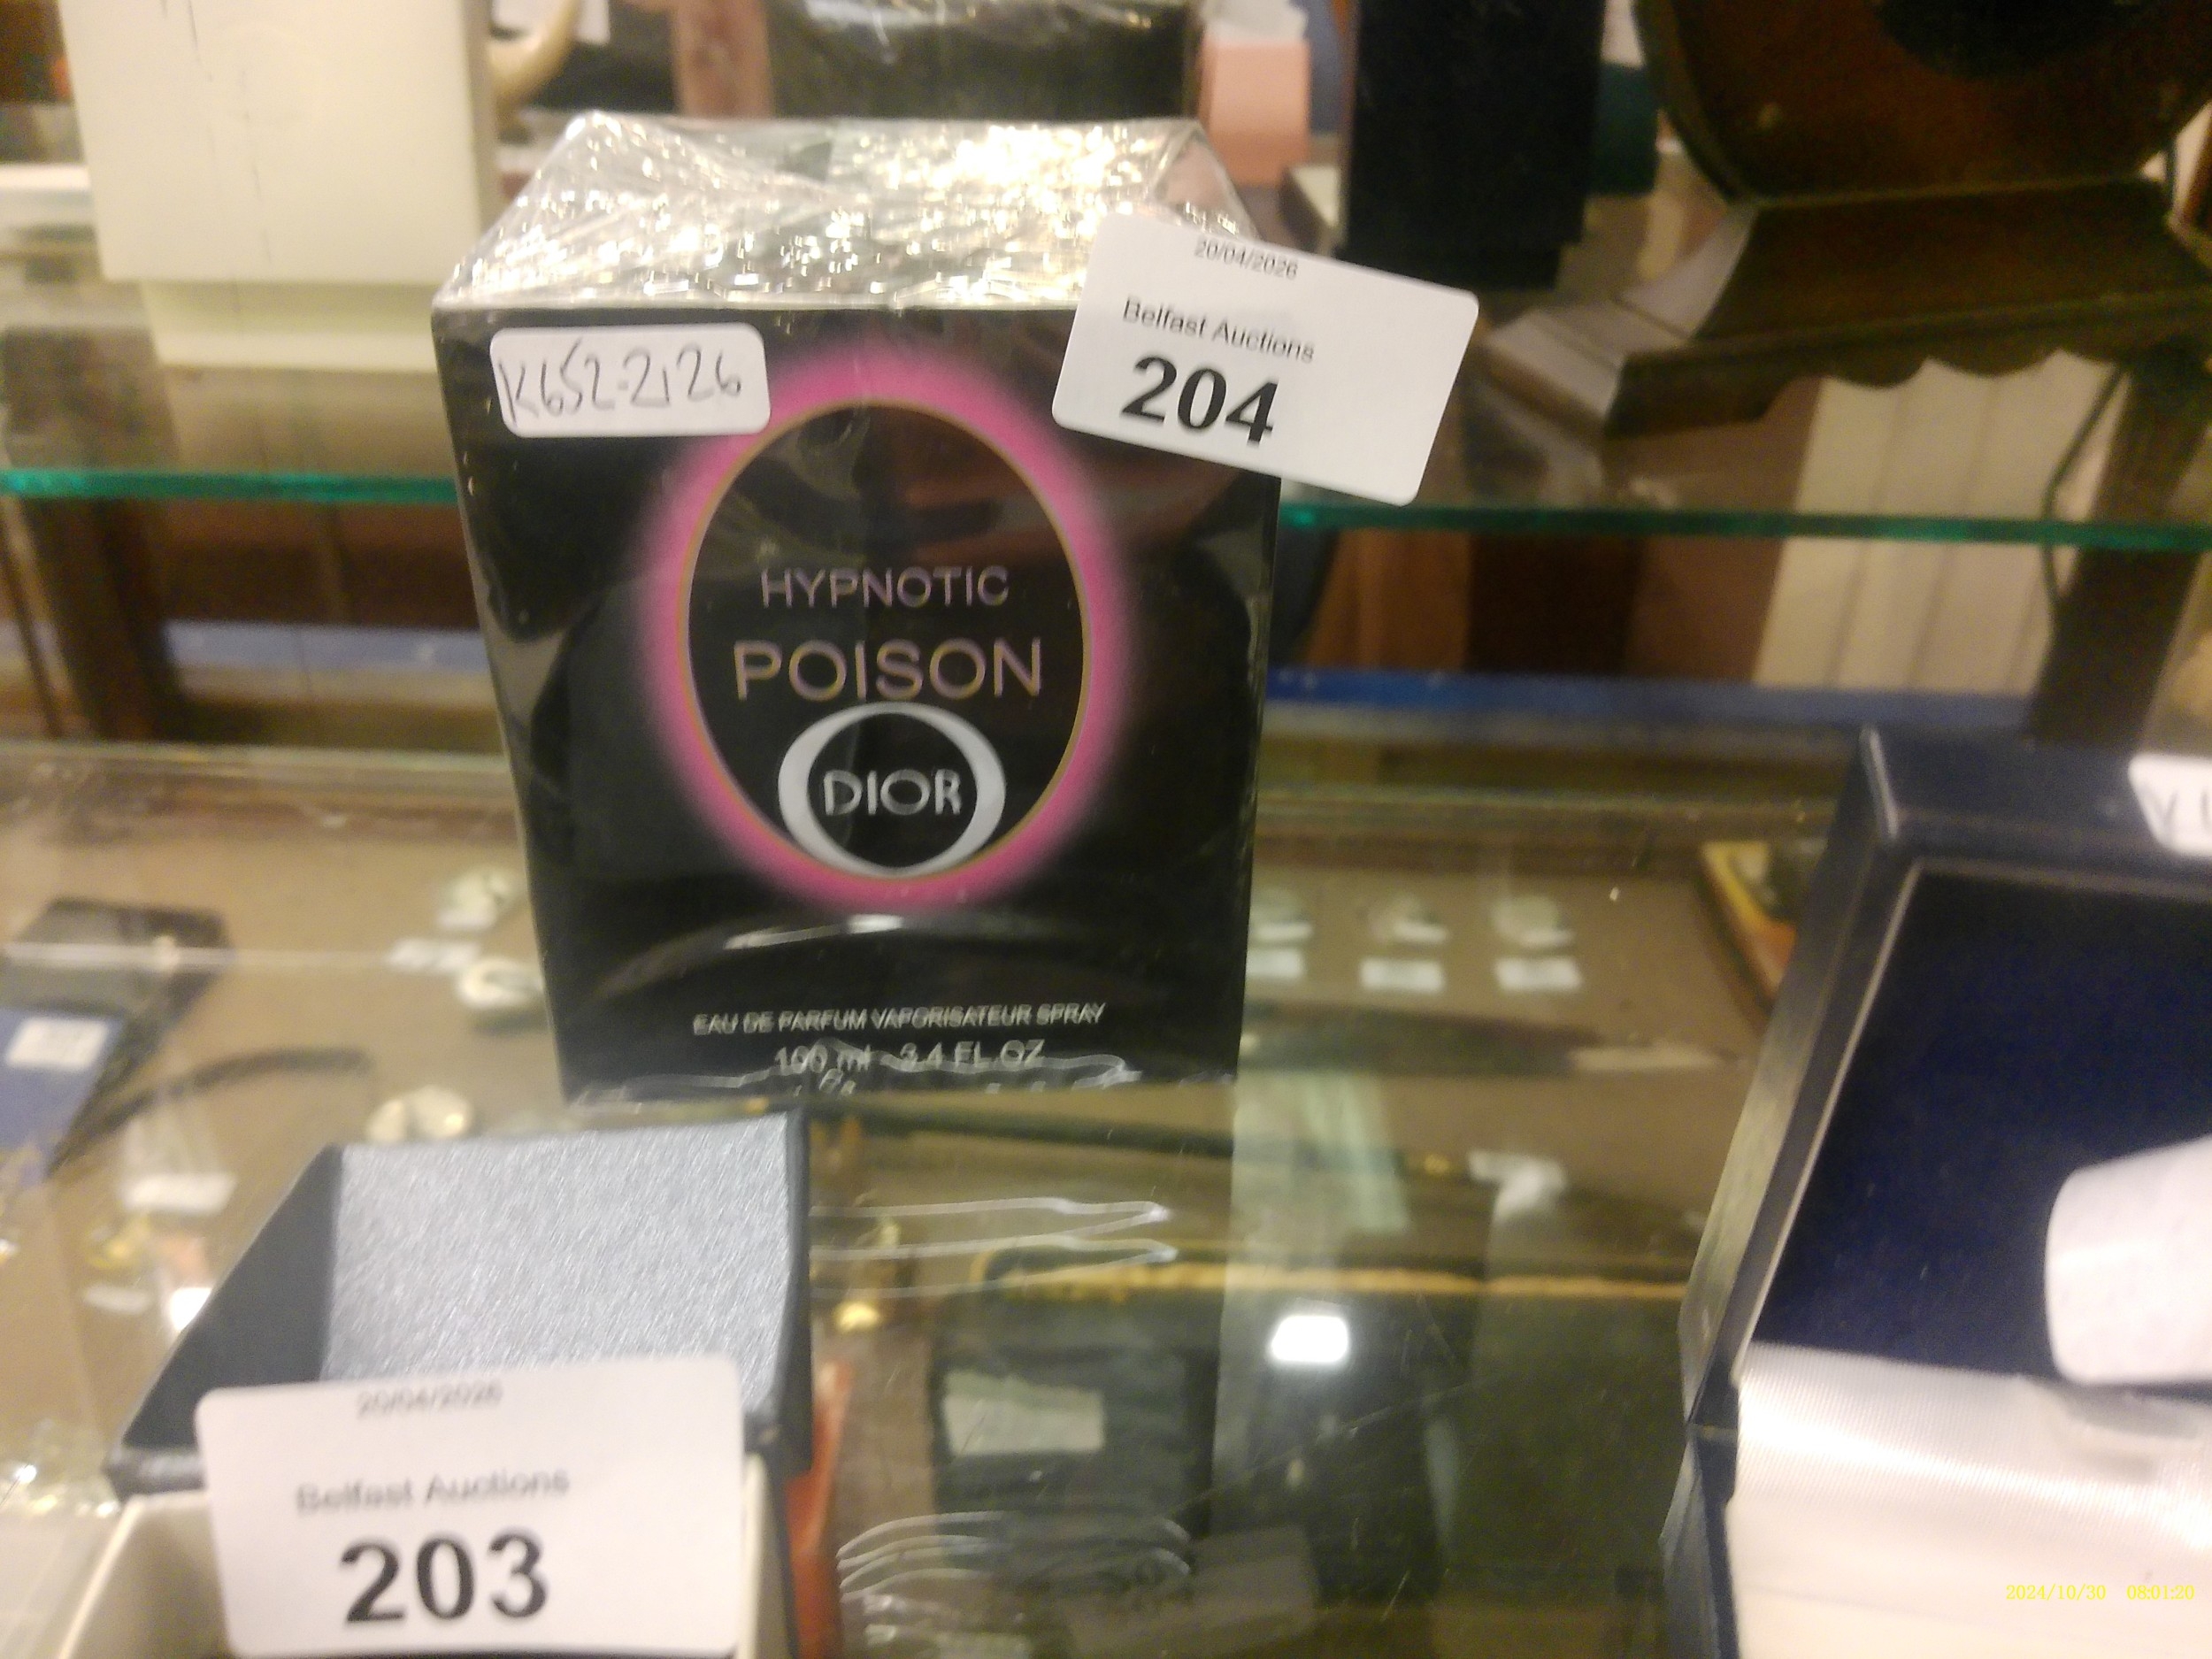 20/04/2026
Belfast Auctions
204
K652-2126
HYPNOTIC
POISON
DIOR
EAU DE PARFUM VAPORISATEUR SPRAY
100 ml 3.4 FL.OZ
20/04/2026
Belfast Auctions
203
2024/10/30 08:01:20